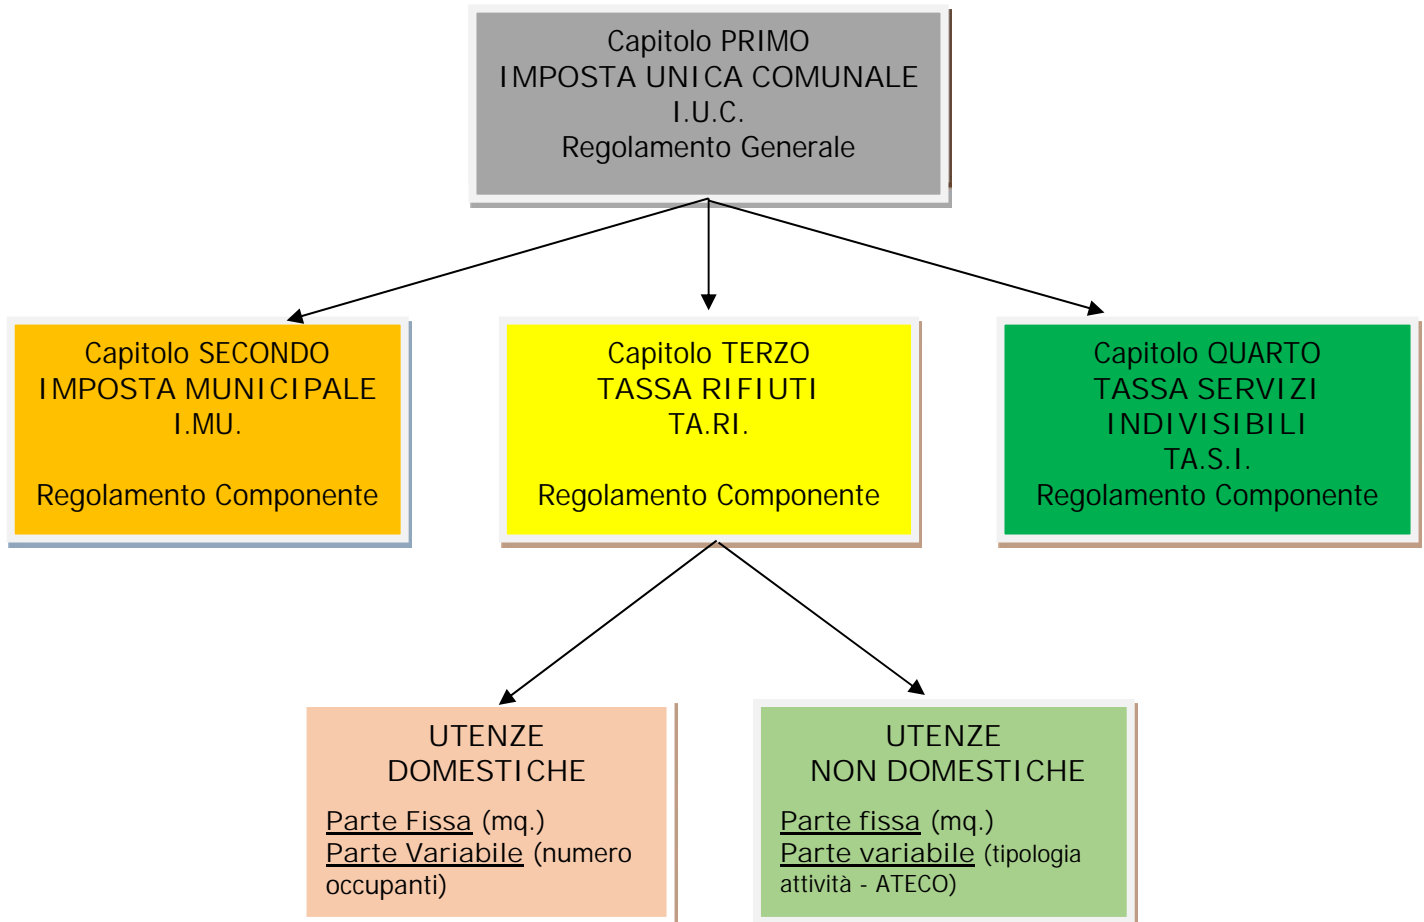 Capitolo PRIMO
IMPOSTA UNICA COMUNALE
I.U.C.
Regolamento Generale
Capitolo SECONDO
IMPOSTA MUNICIPALE
I.MU.
Regolamento Componente
Capitolo TERZO
TASSA RIFIUTI
TA.RI.
Regolamento Componente
Capitolo QUARTO
TASSA SERVIZI
INDIVISIBILI
TA.S.I.
Regolamento Componente
UTENZE
DOMESTICHE
Parte Fissa (mq.)
Parte Variabile (numero
occupanti)
UTENZE
NON DOMESTICHE
Parte fissa (mq.)
Parte variabile (tipologia
attività - ATECO)